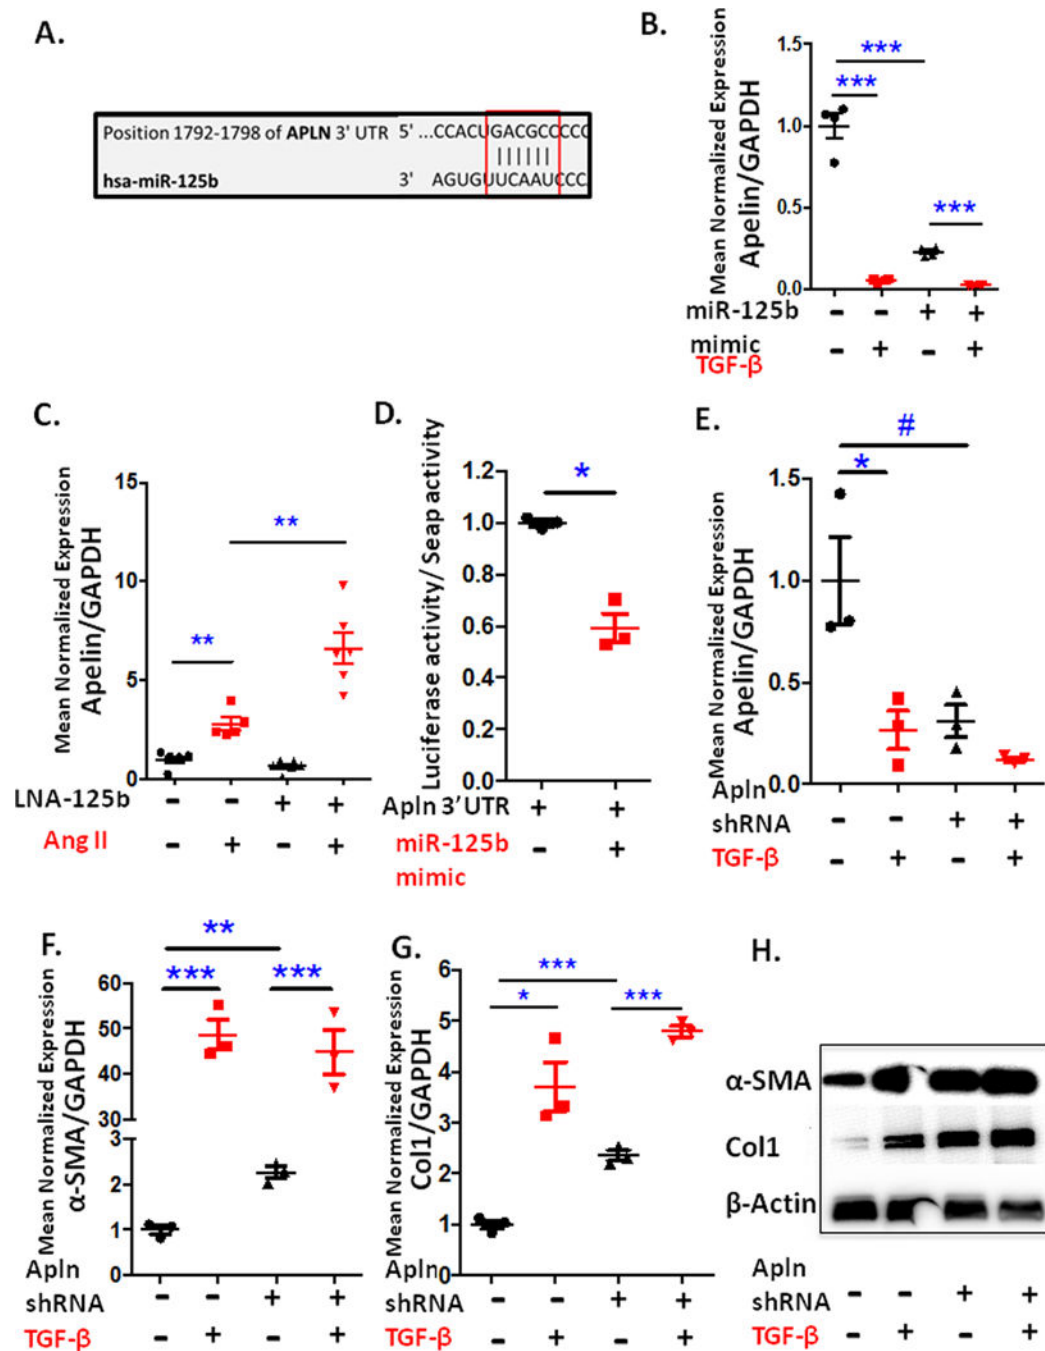 A.
Position 1792-1798 of APLN 3' UTR 5' ...CCACUGACGCCCCCC
||||||
hsa-miR-125b 3' AGUGUUUCAAUCCC
B.
Mean Normalized Expression
Apelin/GAPDH
1.5
1.0
0.5
0.0
***
***
***
miR-125b
mimic
– – + +
TGF-β
– + – +
C.
Mean Normalized Expression
Apelin/GAPDH
15
10
5
0
**
**
LNA-125b – – + +
Ang II – + – +
D.
Luciferase activity/ Seap activity
1.2
1.0
0.8
0.6
0.4
0.2
0.0
*
Apln 3'UTR + +
miR-125b
mimic
– +
E.
Mean Normalized Expression
Apelin/GAPDH
1.5
1.0
0.5
0.0
#
*
Apln
shRNA – – + +
TGF-β – + – +
F.
Mean Normalized Expression
α-SMA/GAPDH
60
50
40
30
3
2
1
0
**
***
***
Apln
shRNA – – + +
TGF-β – + – +
G.
Mean Normalized Expression
Col1/GAPDH
6
5
4
3
2
1
0
***
*
***
Apln
shRNA – – + +
TGF-β – + – +
H.
α-SMA
Col1
β-Actin
Apln
shRNA – – + +
TGF-β – + – +